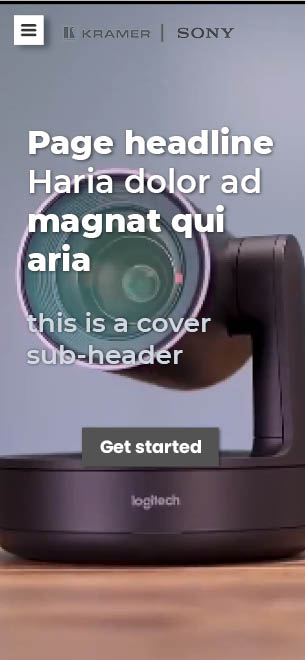 KRAMER | SONY
Page headline
Haria dolor ad
magnat qui
aria
this is a cover
sub-header
Get started
logitech